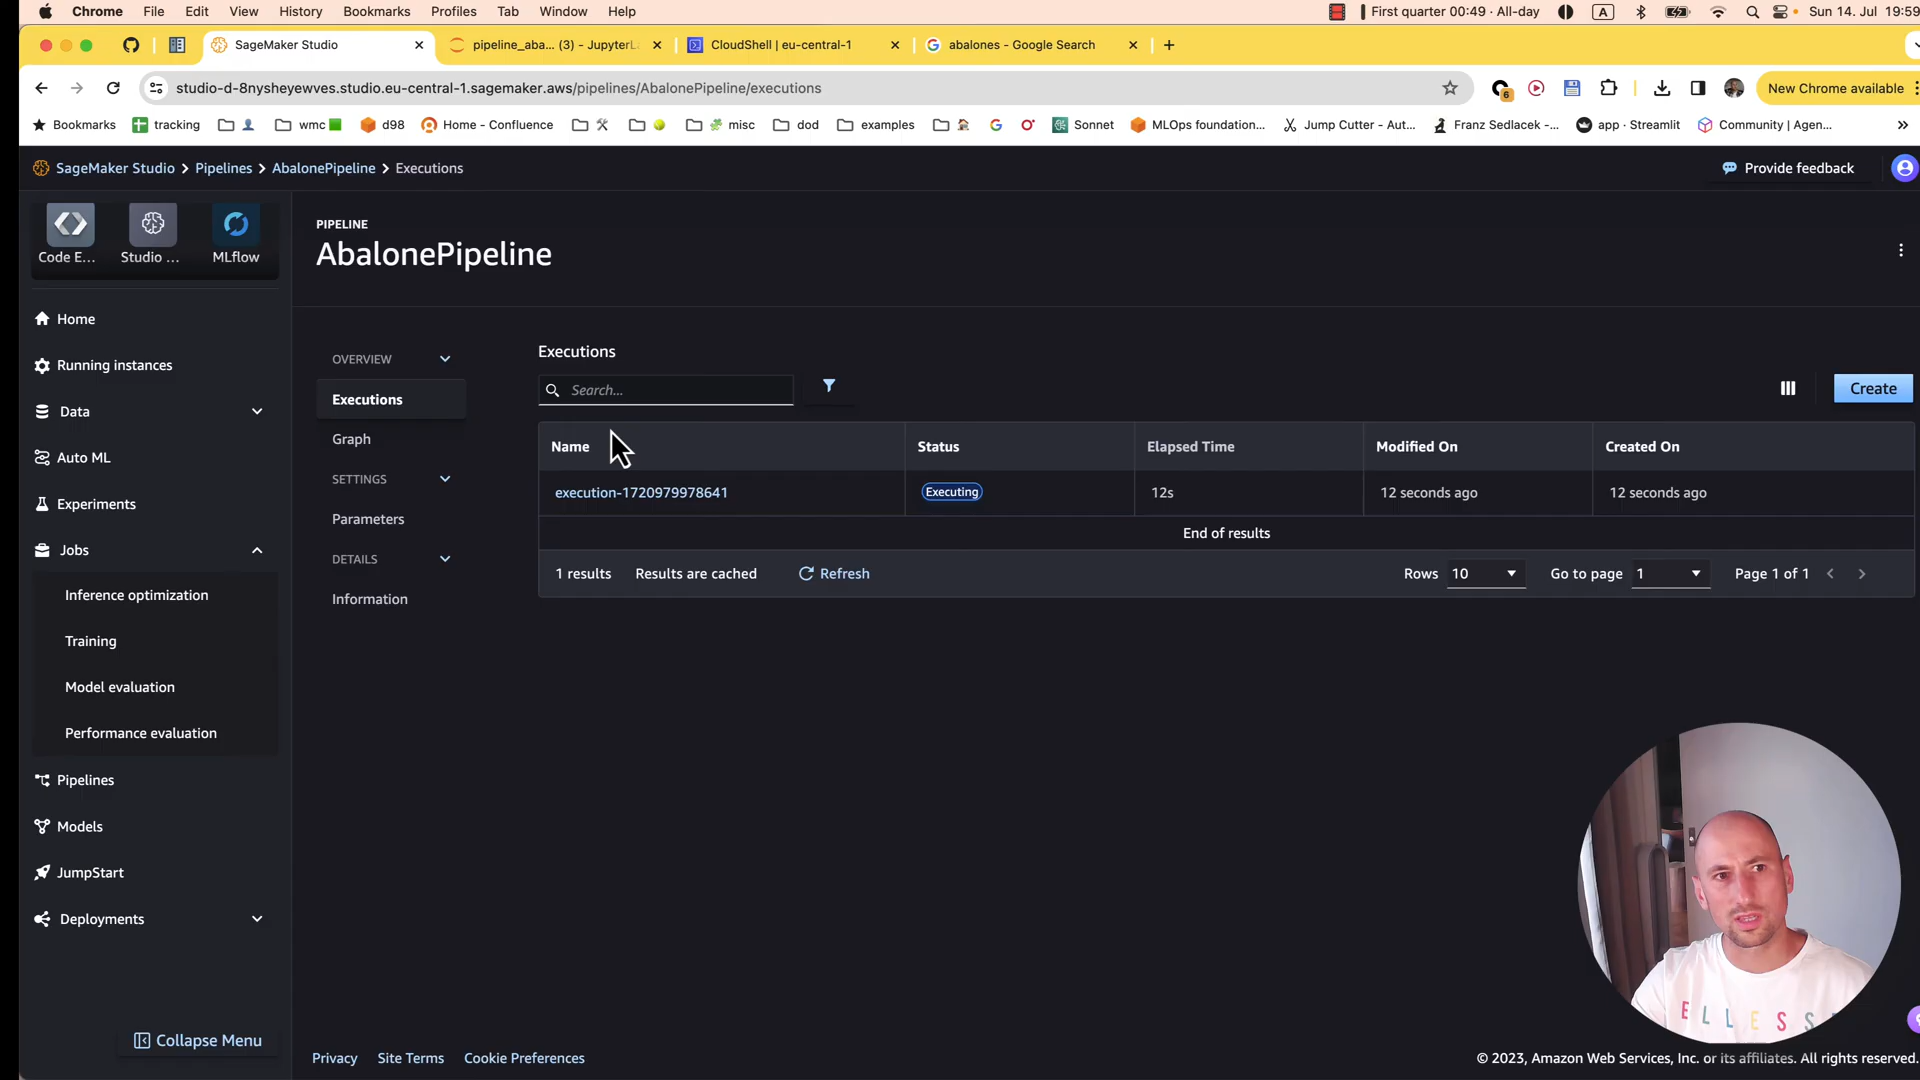 Chrome File Edit View History Bookmarks Profiles Tab Window Help First quarter 00:49 · All-day A Sun 14. Jul 19:59
SageMaker Studio pipeline_aba... (3) - JupyterL CloudShell | eu-central-1 abalones - Google Search
studio-d-8nysheyewves.studio.eu-central-1.sagemaker.aws/pipelines/AbalonePipeline/executions 6 New Chrome available
Bookmarks tracking wmc d98 Home - Confluence misc dod examples Sonnet MLOps foundation... Jump Cutter - Aut... Franz Sedlacek -... app · Streamlit Community | Agen...
SageMaker Studio Pipelines AbalonePipeline Executions Provide feedback
Code E... Studio ... MLflow
PIPELINE
AbalonePipeline
Home
Running instances
Data
Auto ML
Experiments
Jobs
Inference optimization
Training
Model evaluation
Performance evaluation
Pipelines
Models
JumpStart
Deployments
Collapse Menu
OVERVIEW
Executions
Graph
SETTINGS
Parameters
DETAILS
Information
Executions
Search...
Create
Name Status Elapsed Time Modified On Created On
execution-1720979978641 Executing 12s 12 seconds ago 12 seconds ago
End of results
1 results Results are cached Refresh Rows 10 Go to page 1 Page 1 of 1
ELLESS
Privacy Site Terms Cookie Preferences © 2023, Amazon Web Services, Inc. or its affiliates. All rights reserved.